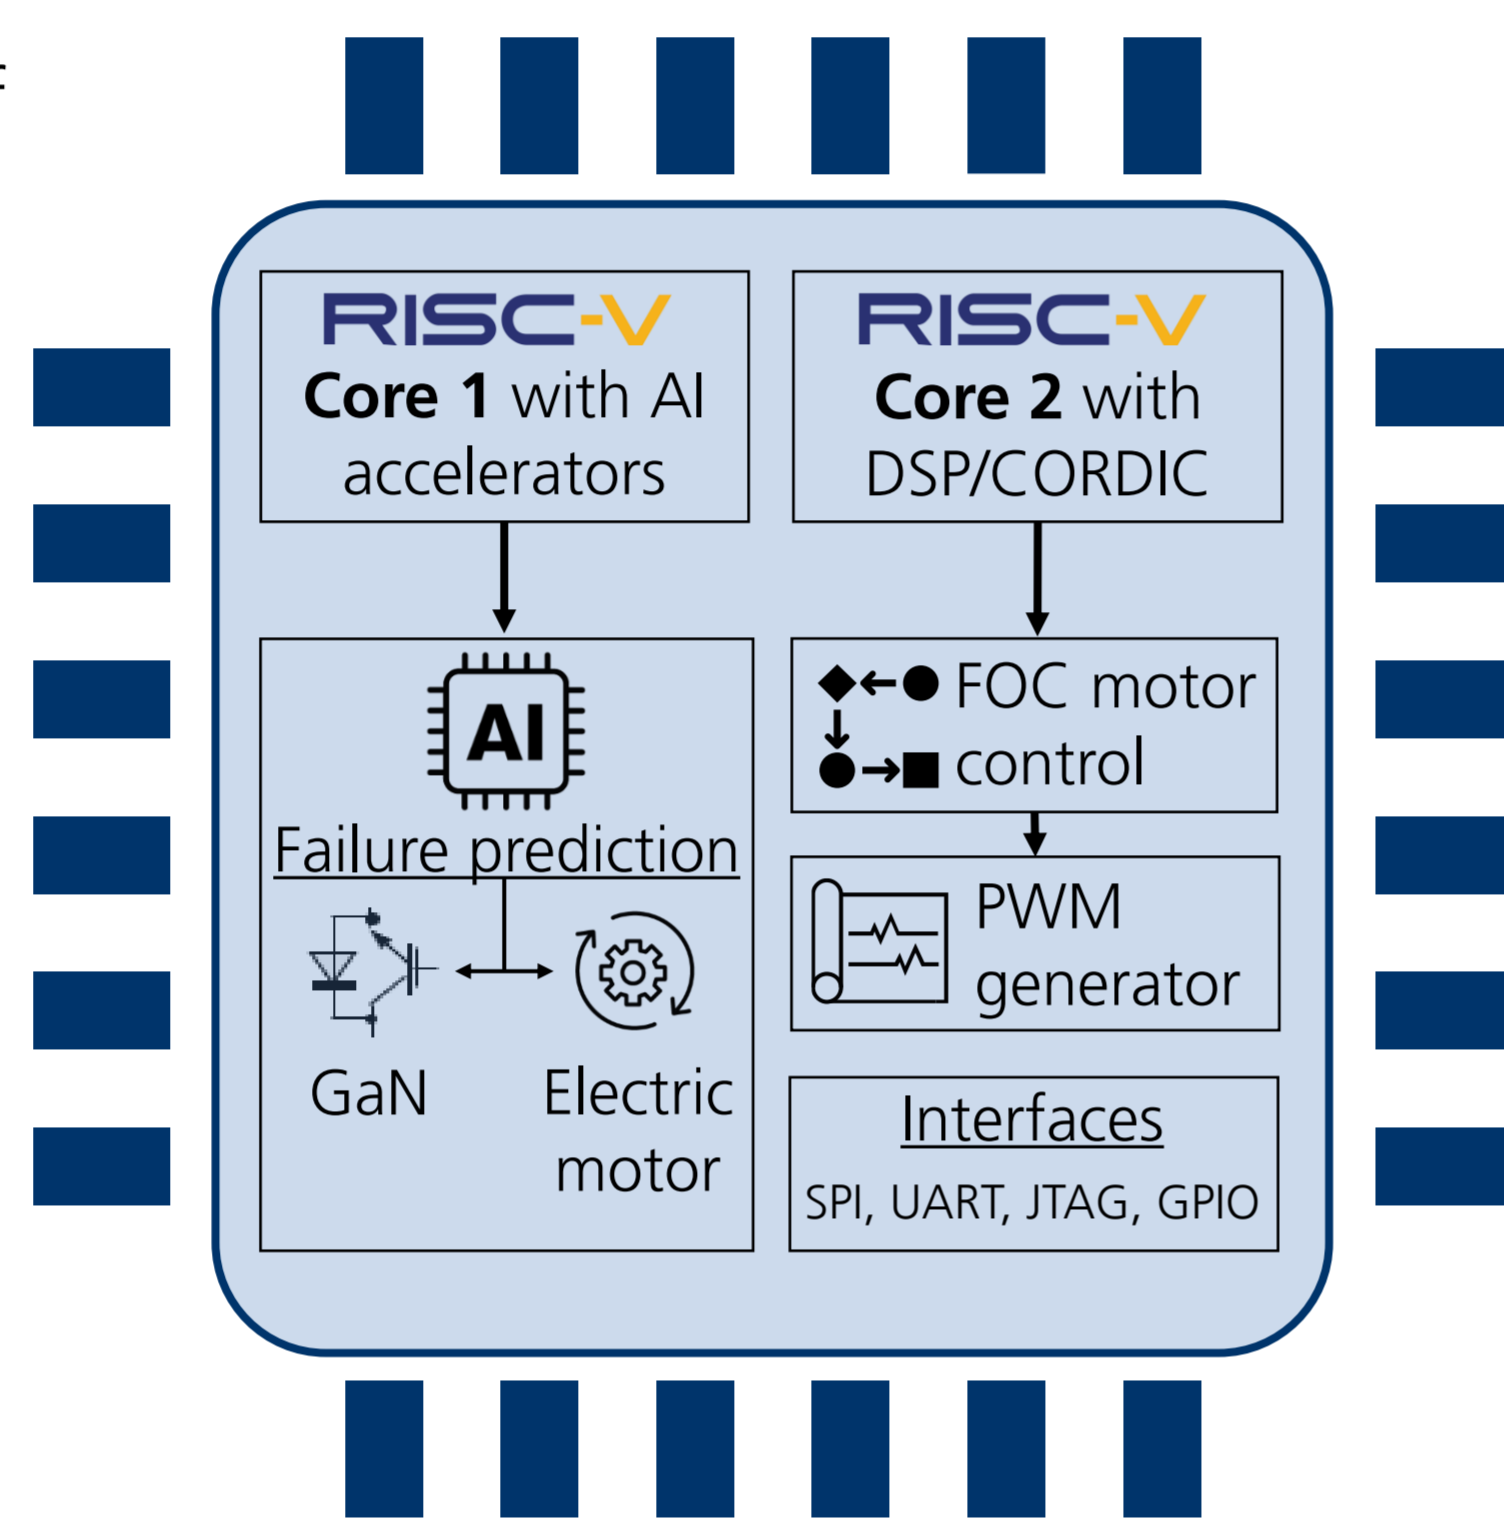 RISC-V
Core 1 with AI
accelerators
RISC-V
Core 2 with
DSP/CORDIC
AI
Failure prediction
GaN
Electric
motor
FOC motor
control
PWM
generator
Interfaces
SPI, UART, JTAG, GPIO